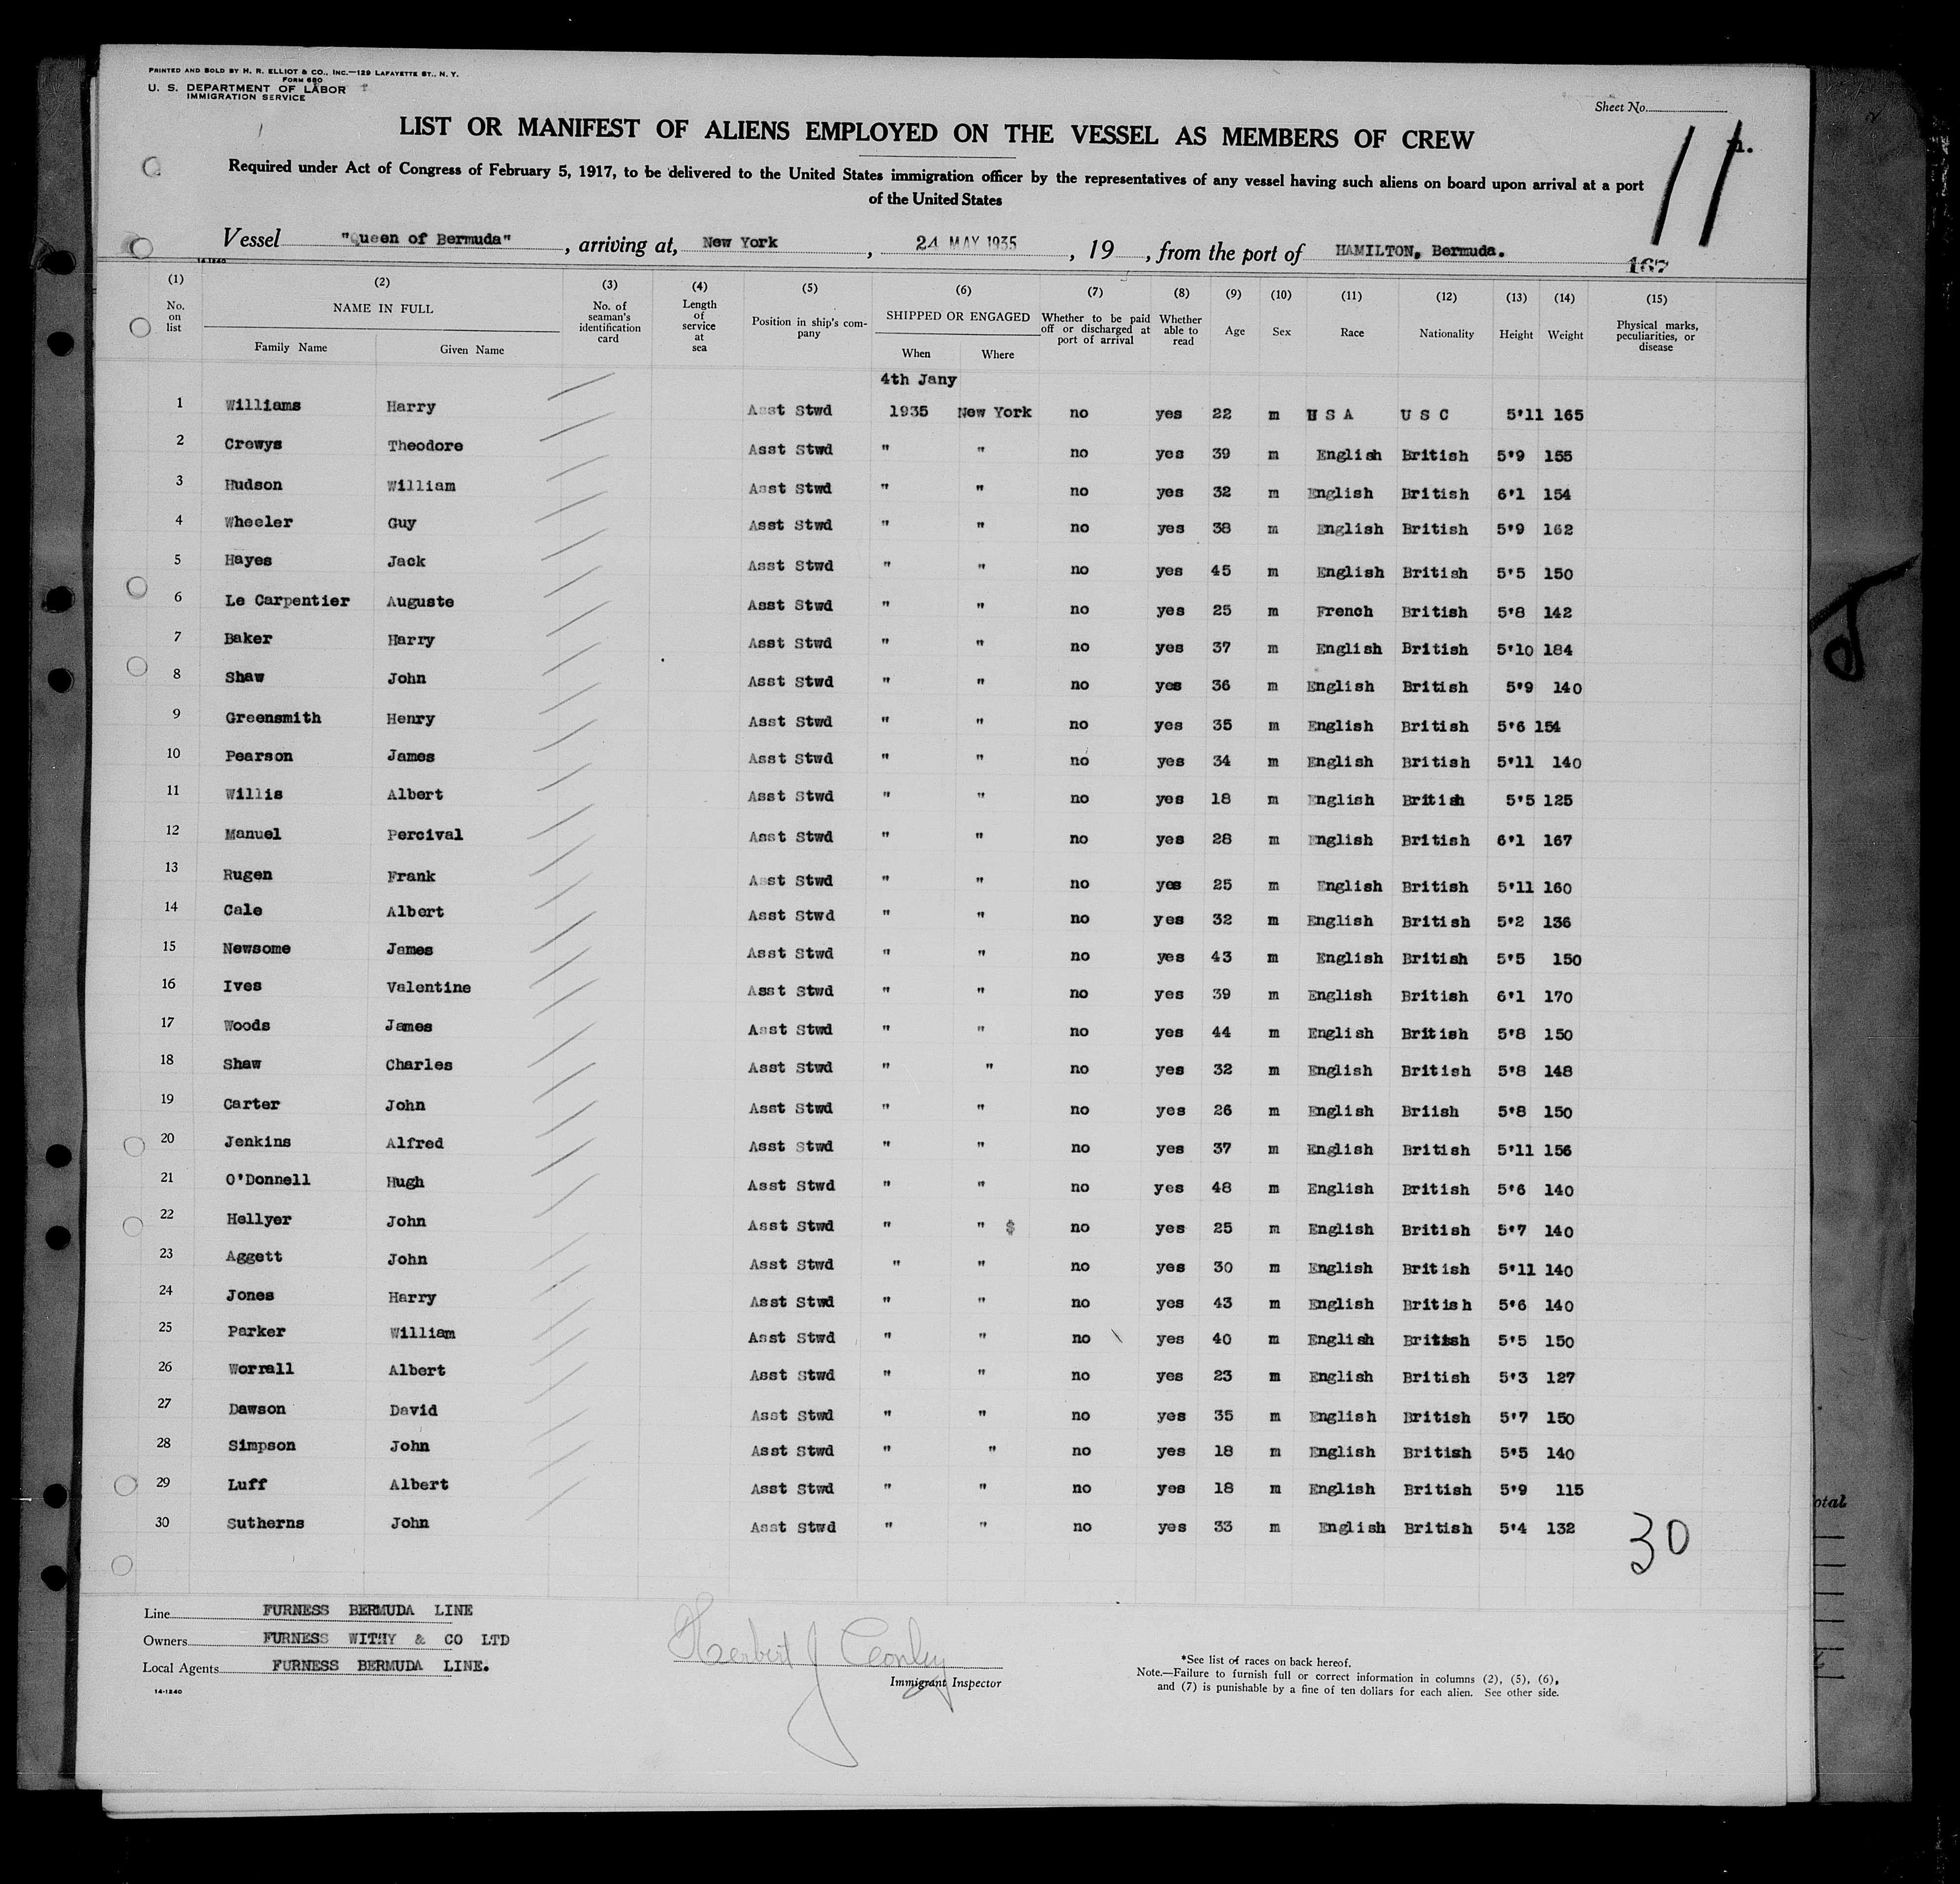 PRINTED AND SOLD BY H. R. ELLIOT & CO., INC.—129 LAFAYETTE ST., N. Y.
FORM 680
U. S. DEPARTMENT OF LABOR
IMMIGRATION SERVICE
Sheet No.
LIST OR MANIFEST OF ALIENS EMPLOYED ON THE VESSEL AS MEMBERS OF CREW
11
Required under Act of Congress of February 5, 1917, to be delivered to the United States immigration officer by the representatives of any vessel having such aliens on board upon arrival at a port
of the United States
Vessel "Queen of Bermuda", arriving at, New York, 24 MAY 1935, 19, from the port of HAMILTON, Bermuda.
14-1240
167
(1) (2) (3) (4) (5) (6) (7) (8) (9) (10) (11) (12) (13) (14) (15)
No. on list NAME IN FULL Family Name Given Name No. of seaman's identification card Length of service at sea Position in ship's company SHIPPED OR ENGAGED When Where Whether to be paid off or discharged at port of arrival Whether able to read Age Sex Race Nationality Height Weight Physical marks, peculiarities, or disease
4th Jany
1 Williams Harry Asst Stwd 1935 New York no yes 22 m U S A U S C 5'11 165
2 Crewys Theodore Asst Stwd " " no yes 39 m English British 5'9 155
3 Hudson William Asst Stwd " " no yes 32 m English British 6'1 154
4 Wheeler Guy Asst Stwd " " no yes 38 m English British 5'9 162
5 Hayes Jack Asst Stwd " " no yes 45 m English British 5'5 150
6 Le Carpentier Auguste Asst Stwd " " no yes 25 m French British 5'8 142
7 Baker Harry Asst Stwd " " no yes 37 m English British 5'10 184
8 Shaw John Asst Stwd " " no yes 36 m English British 5'9 140
9 Greensmith Henry Asst Stwd " " no yes 35 m English British 5'6 154
10 Pearson James Asst Stwd " " no yes 34 m English British 5'11 140
11 Willis Albert Asst Stwd " " no yes 18 m English British 5'5 125
12 Manuel Percival Asst Stwd " " no yes 28 m English British 6'1 167
13 Rugen Frank Asst Stwd " " no yes 25 m English British 5'11 160
14 Cale Albert Asst Stwd " " no yes 32 m English British 5'2 136
15 Newsome James Asst Stwd " " no yes 43 m English British 5'5 150
16 Ives Valentine Asst Stwd " " no yes 39 m English British 6'1 170
17 Woods James Asst Stwd " " no yes 44 m English British 5'8 150
18 Shaw Charles Asst Stwd " " no yes 32 m English British 5'8 148
19 Carter John Asst Stwd " " no yes 26 m English Briish 5'8 150
20 Jenkins Alfred Asst Stwd " " no yes 37 m English British 5'11 156
21 O'Donnell Hugh Asst Stwd " " no yes 48 m English British 5'6 140
22 Hellyer John Asst Stwd " " $ no yes 25 m English British 5'7 140
23 Aggett John Asst Stwd " " no yes 30 m English British 5'11 140
24 Jones Harry Asst Stwd " " no yes 43 m English British 5'6 140
25 Parker William Asst Stwd " " no yes 40 m English British 5'5 150
26 Worrall Albert Asst Stwd " " no yes 23 m English British 5'3 127
27 Dawson David Asst Stwd " " no yes 35 m English British 5'7 150
28 Simpson John Asst Stwd " " no yes 18 m English British 5'5 140
29 Luff Albert Asst Stwd " " no yes 18 m English British 5'9 115
30 Sutherns John Asst Stwd " " no yes 33 m English British 5'4 132
30
Line FURNESS BERMUDA LINE
Owners FURNESS WITHY & CO LTD
Local Agents FURNESS BERMUDA LINE.
14-1240
Herbert J
Immigrant Inspector
*See list of races on back hereof.
Note.—Failure to furnish full or correct information in columns (2), (5), (6),
and (7) is punishable by a fine of ten dollars for each alien. See other side.
otal